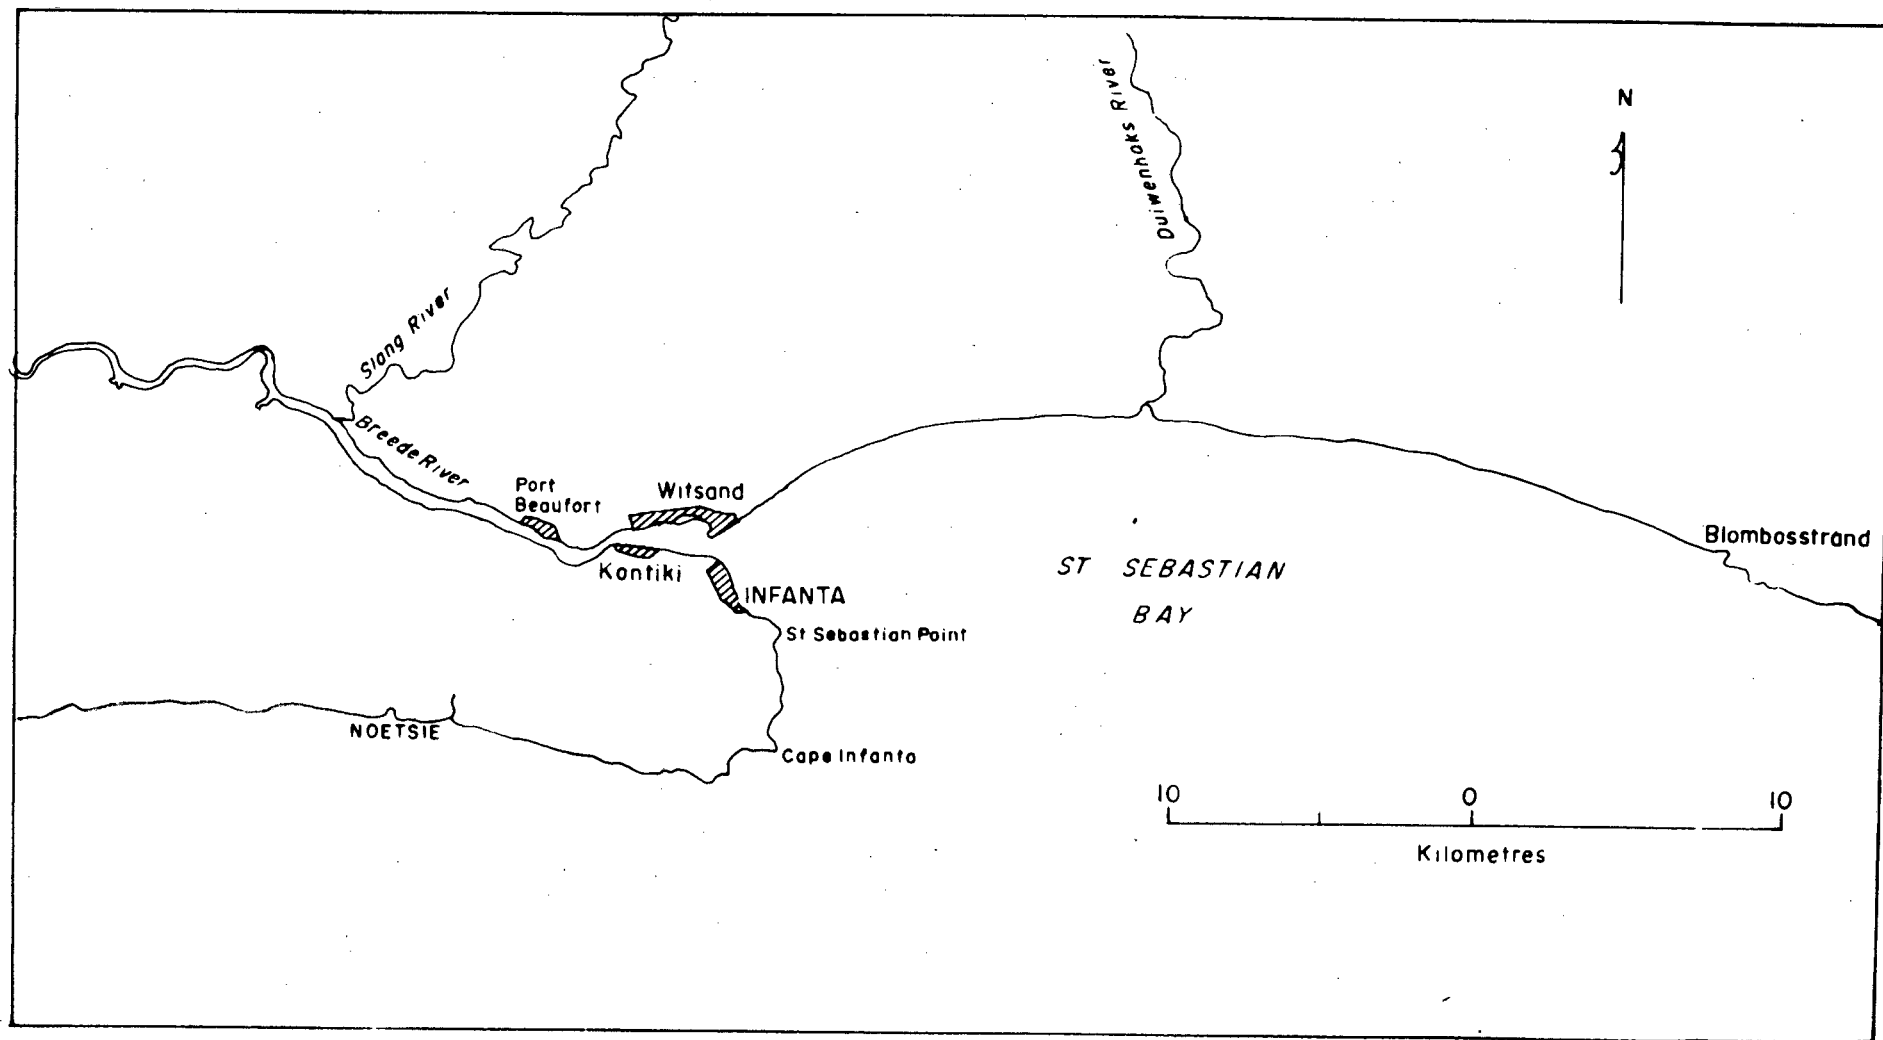 N
Duiwenhoks River
Slang River
Breede River
Port
Beaufort
Witsand
Kontiki
INFANTA
St Sebastian Point
ST SEBASTIAN
BAY
Blombosstrand
NOETSIE
Cape Infanta
10 0 10
Kilometres